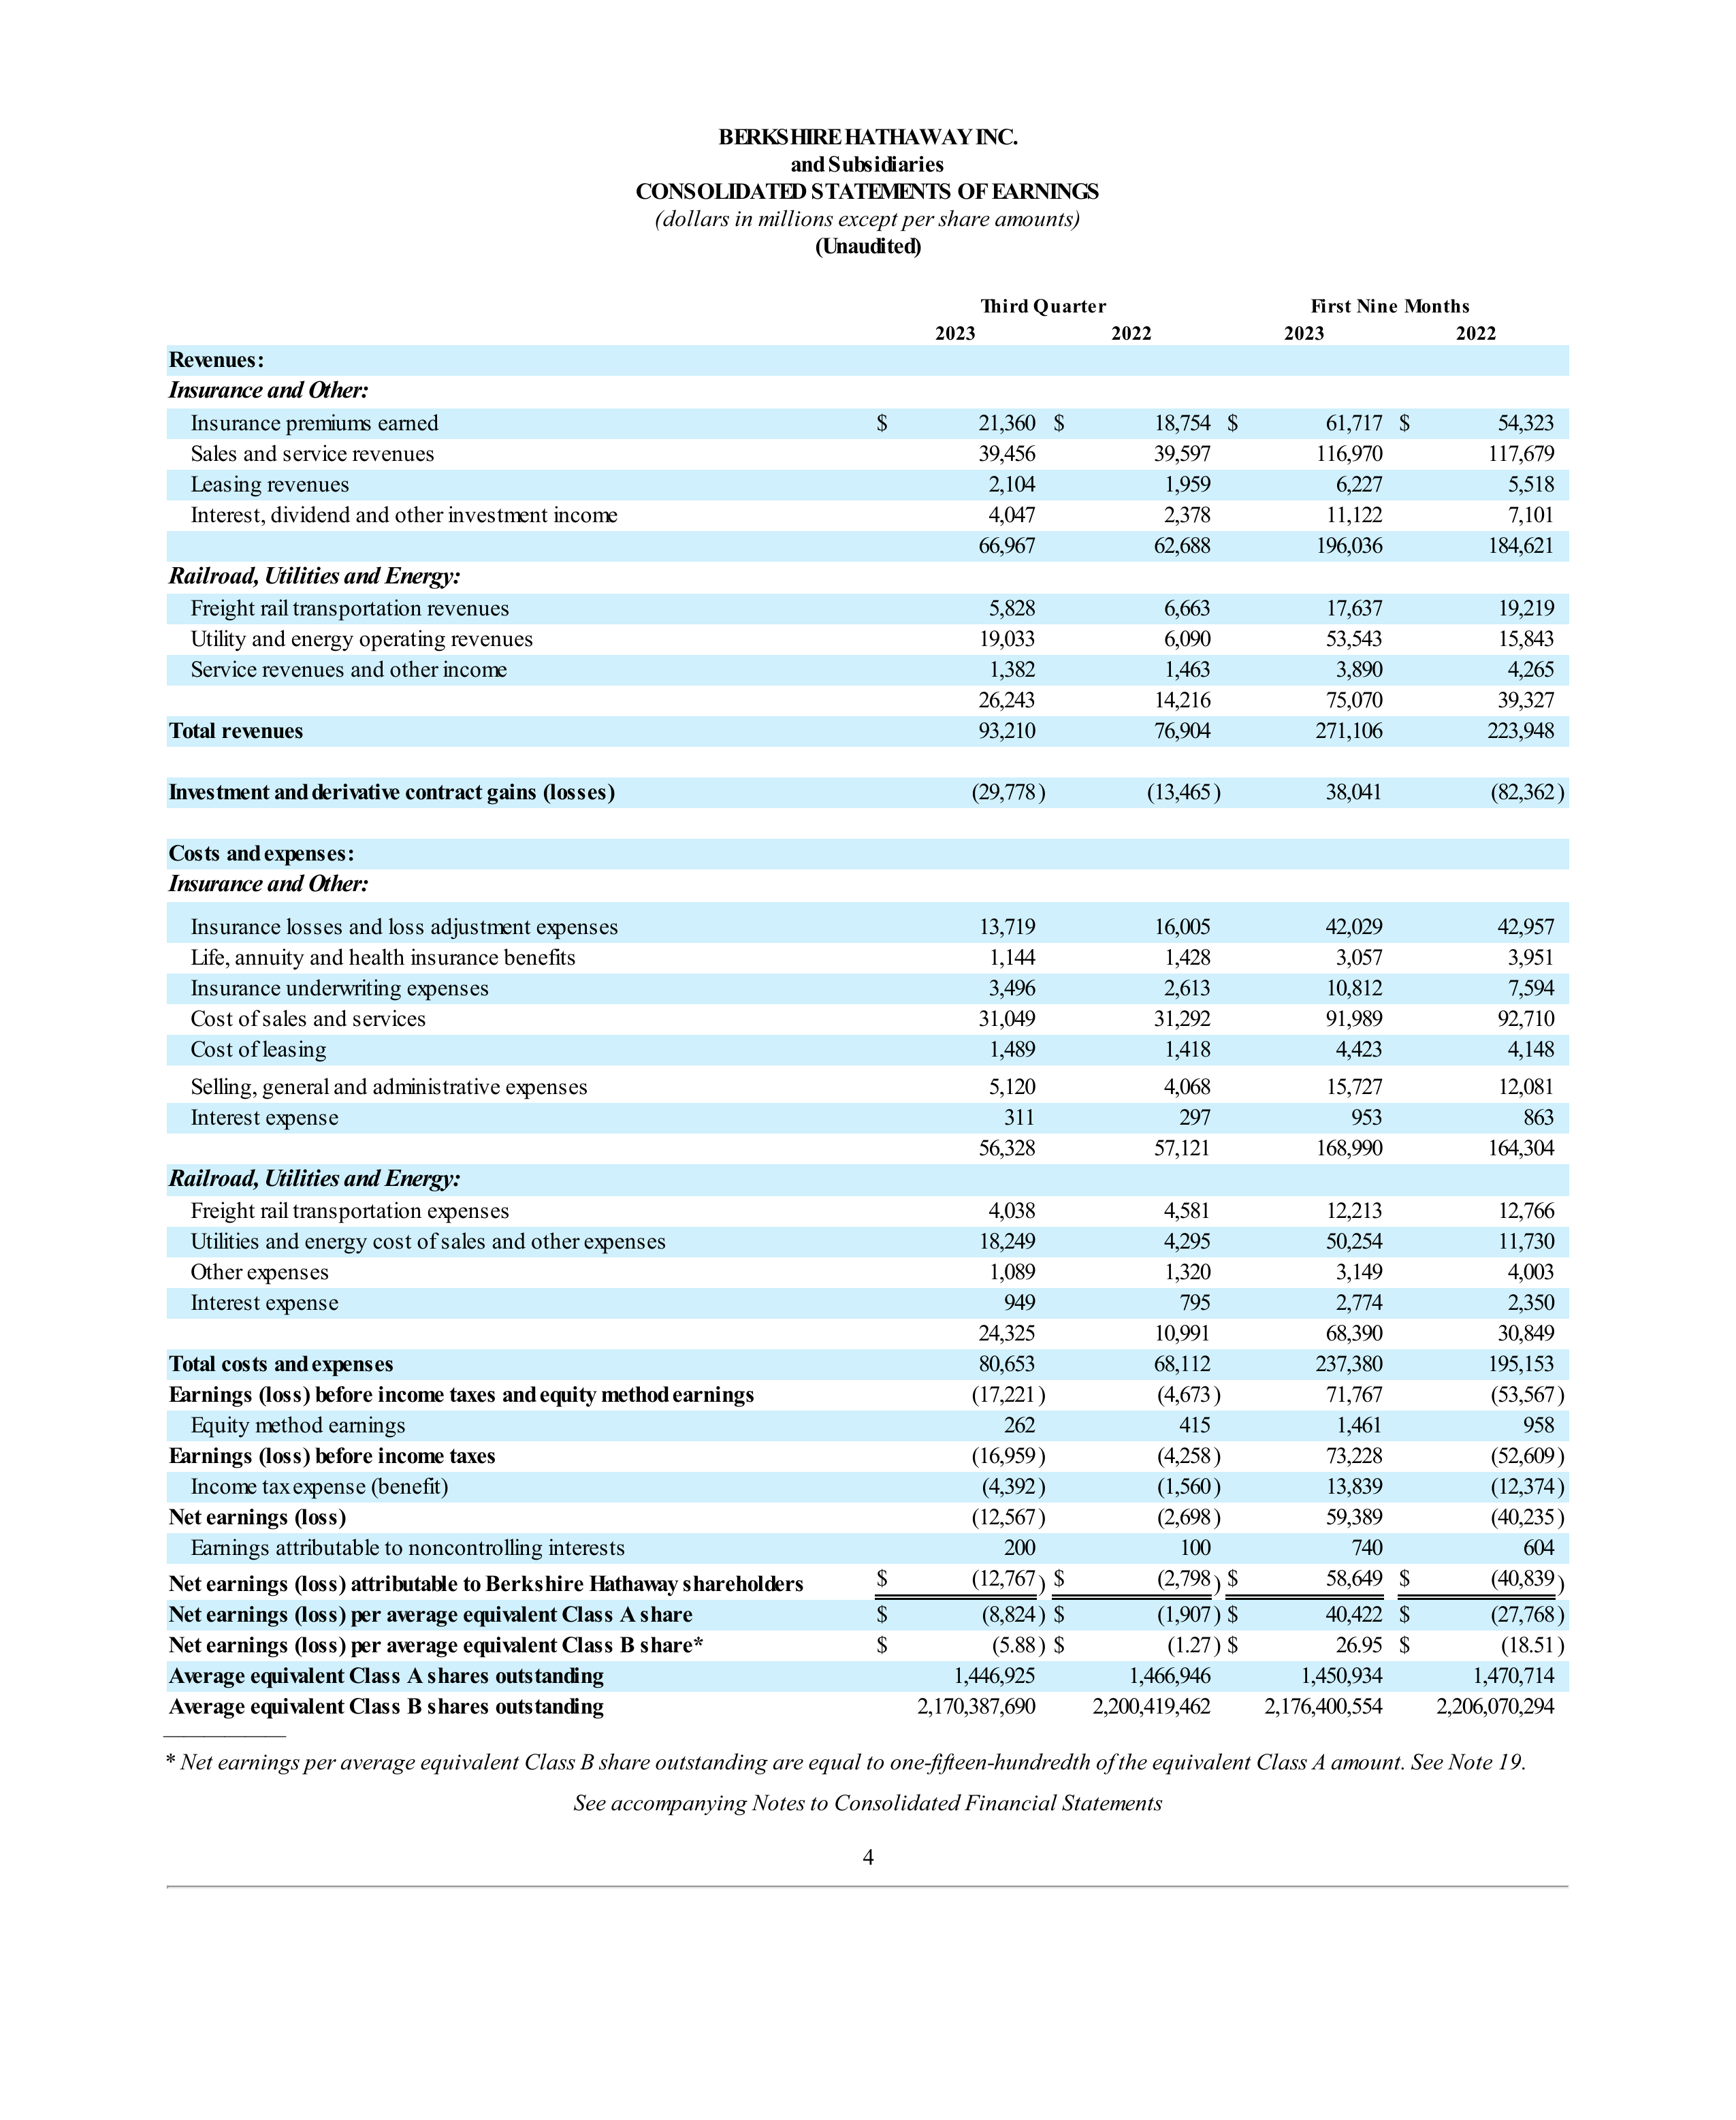 BERKSHIRE HATHAWAY INC.
and Subsidiaries
CONSOLIDATED STATEMENTS OF EARNINGS
(dollars in millions except per share amounts)
(Unaudited)
Third Quarter First Nine Months
2023 2022 2023 2022
Revenues:
Insurance and Other:
Insurance premiums earned $ 21,360 $ 18,754 $ 61,717 $ 54,323
Sales and service revenues 39,456 39,597 116,970 117,679
Leasing revenues 2,104 1,959 6,227 5,518
Interest, dividend and other investment income 4,047 2,378 11,122 7,101
66,967 62,688 196,036 184,621
Railroad, Utilities and Energy:
Freight rail transportation revenues 5,828 6,663 17,637 19,219
Utility and energy operating revenues 19,033 6,090 53,543 15,843
Service revenues and other income 1,382 1,463 3,890 4,265
26,243 14,216 75,070 39,327
Total revenues 93,210 76,904 271,106 223,948
Investment and derivative contract gains (losses) (29,778) (13,465) 38,041 (82,362)
Costs and expenses:
Insurance and Other:
Insurance losses and loss adjustment expenses 13,719 16,005 42,029 42,957
Life, annuity and health insurance benefits 1,144 1,428 3,057 3,951
Insurance underwriting expenses 3,496 2,613 10,812 7,594
Cost of sales and services 31,049 31,292 91,989 92,710
Cost of leasing 1,489 1,418 4,423 4,148
Selling, general and administrative expenses 5,120 4,068 15,727 12,081
Interest expense 311 297 953 863
56,328 57,121 168,990 164,304
Railroad, Utilities and Energy:
Freight rail transportation expenses 4,038 4,581 12,213 12,766
Utilities and energy cost of sales and other expenses 18,249 4,295 50,254 11,730
Other expenses 1,089 1,320 3,149 4,003
Interest expense 949 795 2,774 2,350
24,325 10,991 68,390 30,849
Total costs and expenses 80,653 68,112 237,380 195,153
Earnings (loss) before income taxes and equity method earnings (17,221) (4,673) 71,767 (53,567)
Equity method earnings 262 415 1,461 958
Earnings (loss) before income taxes (16,959) (4,258) 73,228 (52,609)
Income tax expense (benefit) (4,392) (1,560) 13,839 (12,374)
Net earnings (loss) (12,567) (2,698) 59,389 (40,235)
Earnings attributable to noncontrolling interests 200 100 740 604
Net earnings (loss) attributable to Berkshire Hathaway shareholders $ (12,767) $ (2,798) $ 58,649 $ (40,839)
Net earnings (loss) per average equivalent Class A share $ (8,824) $ (1,907) $ 40,422 $ (27,768)
Net earnings (loss) per average equivalent Class B share* $ (5.88) $ (1.27) $ 26.95 $ (18.51)
Average equivalent Class A shares outstanding 1,446,925 1,466,946 1,450,934 1,470,714
Average equivalent Class B shares outstanding 2,170,387,690 2,200,419,462 2,176,400,554 2,206,070,294
* Net earnings per average equivalent Class B share outstanding are equal to one-fifteen-hundredth of the equivalent Class A amount. See Note 19.
See accompanying Notes to Consolidated Financial Statements
4